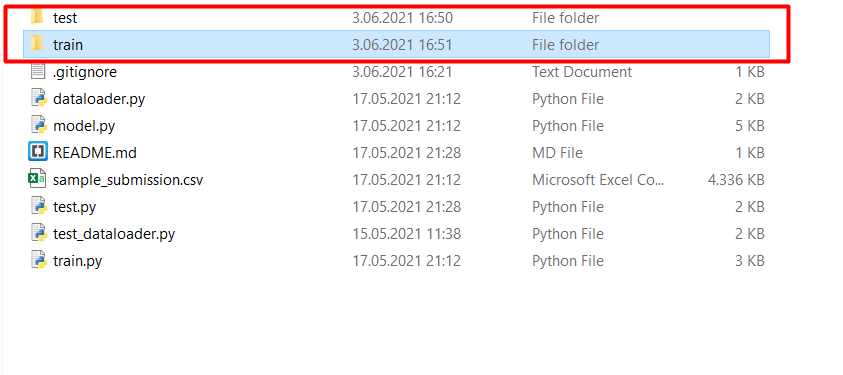 test 3.06.2021 16:50 File folder
train 3.06.2021 16:51 File folder
.gitignore 3.06.2021 16:21 Text Document 1 KB
dataloader.py 17.05.2021 21:12 Python File 2 KB
model.py 17.05.2021 21:12 Python File 5 KB
README.md 17.05.2021 21:28 MD File 1 KB
sample_submission.csv 17.05.2021 21:12 Microsoft Excel Co... 4.336 KB
test.py 17.05.2021 21:28 Python File 2 KB
test_dataloader.py 15.05.2021 11:38 Python File 2 KB
train.py 17.05.2021 21:12 Python File 3 KB